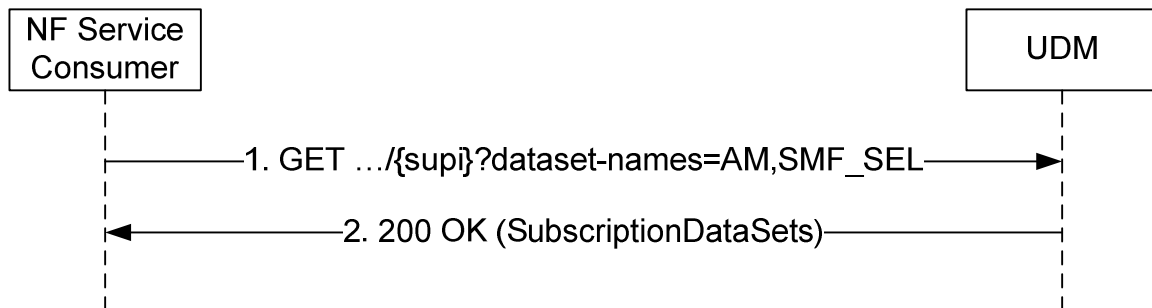 NF Service
Consumer
UDM
1. GET …/{supi}?dataset-names=AM,SMF_SEL
2. 200 OK (SubscriptionDataSets)